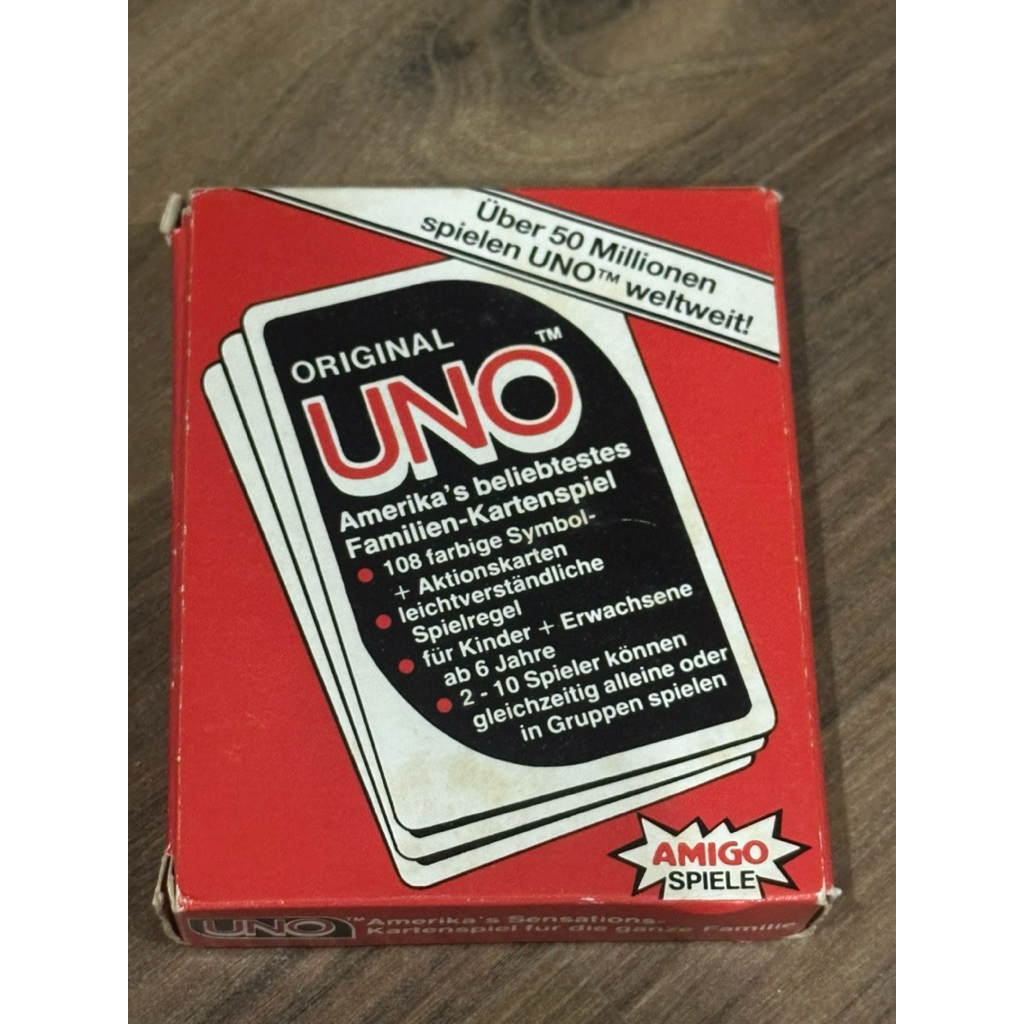 Über 50 Millionen
spielen UNO™ weltweit!
ORIGINAL
UNO™
Amerika's beliebtestes
Familien-Kartenspiel
• 108 farbige Symbol-
+ Aktionskarten
• leichtverständliche
Spielregel
• für Kinder + Erwachsene
ab 6 Jahre
• 2 - 10 Spieler können
gleichzeitig alleine oder
in Gruppen spielen
AMIGO
SPIELE
UNO™ Amerika's Sensations-
Kartenspiel für die ganze Familie